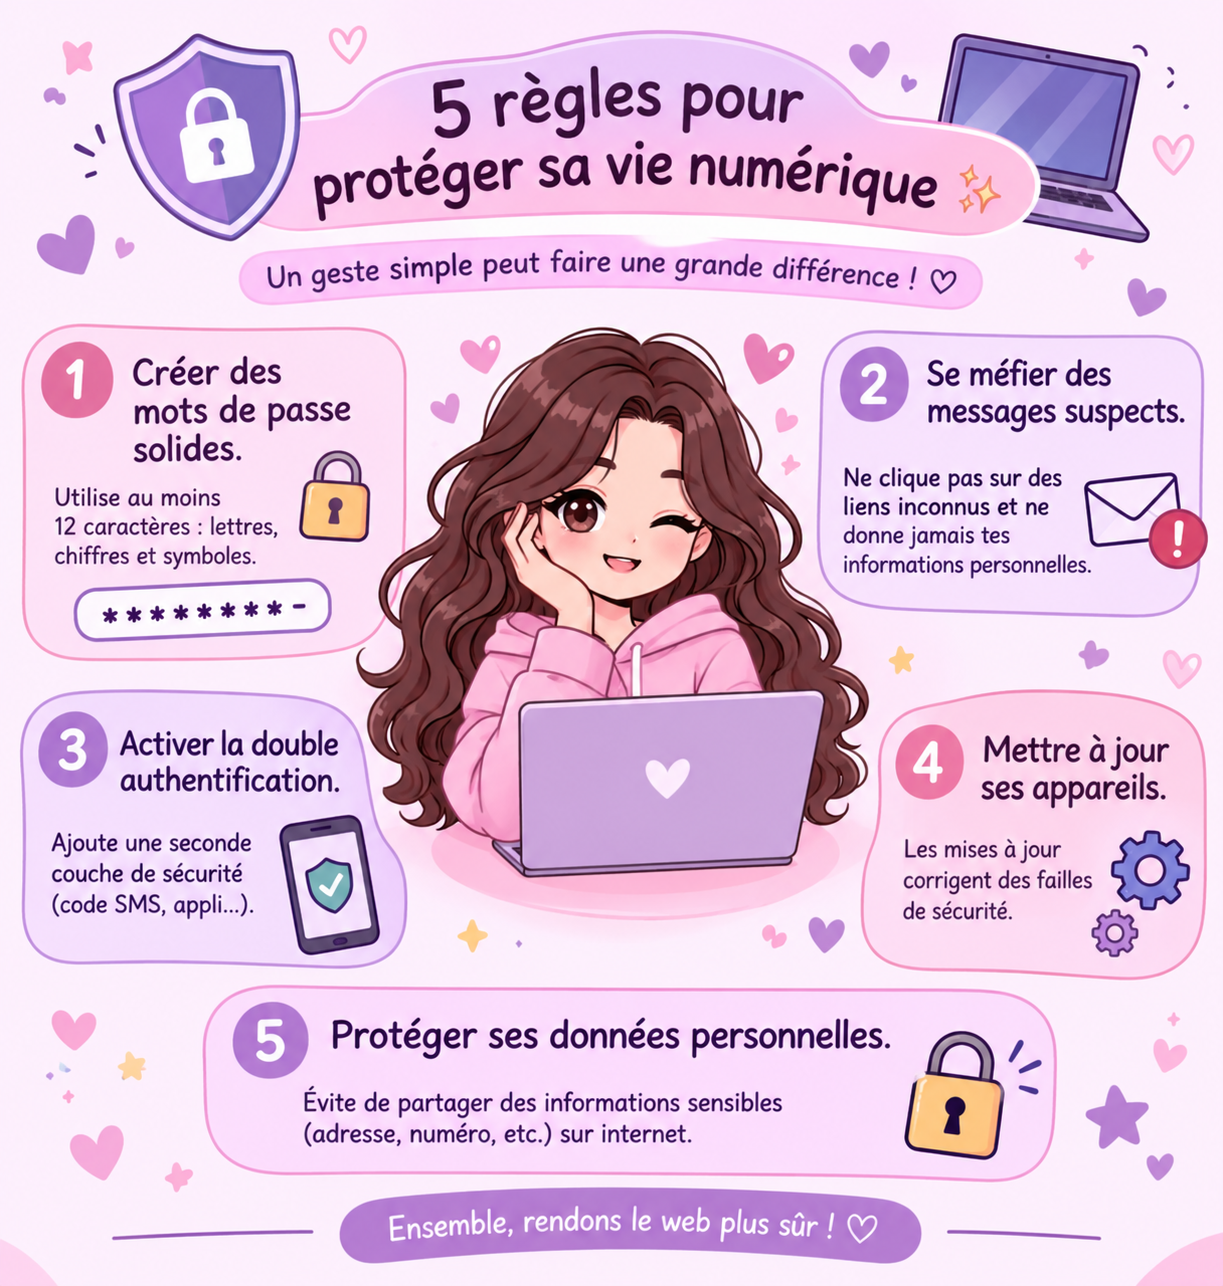 5 règles pour
protéger sa vie numérique
Un geste simple peut faire une grande différence ! ♡
1
Créer des
mots de passe
solides.
Utilise au moins
12 caractères : lettres,
chiffres et symboles.
********-
2
Se méfier des
messages suspects.
Ne clique pas sur des
liens inconnus et ne
donne jamais tes
informations personnelles.
!
3
Activer la double
authentification.
Ajoute une seconde
couche de sécurité
(code SMS, appli...).
4
Mettre à jour
ses appareils.
Les mises à jour
corrigent des failles
de sécurité.
5
Protéger ses données personnelles.
Évite de partager des informations sensibles
(adresse, numéro, etc.) sur internet.
Ensemble, rendons le web plus sûr ! ♡